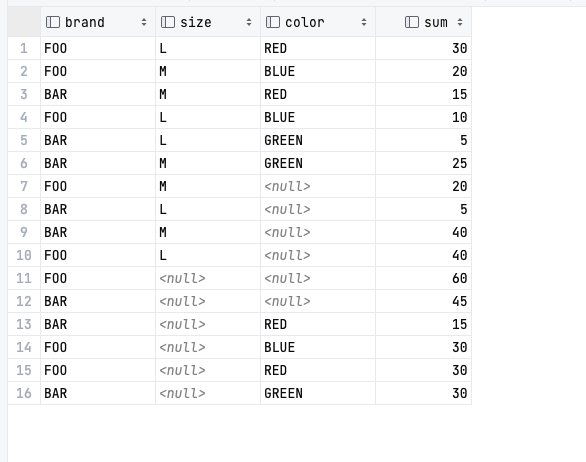 brand size color sum
1 FOO L RED 30
2 FOO M BLUE 20
3 BAR M RED 15
4 FOO L BLUE 10
5 BAR L GREEN 5
6 BAR M GREEN 25
7 FOO M <null> 20
8 BAR L <null> 5
9 BAR M <null> 40
10 FOO L <null> 40
11 FOO <null> <null> 60
12 BAR <null> <null> 45
13 BAR <null> RED 15
14 FOO <null> BLUE 30
15 FOO <null> RED 30
16 BAR <null> GREEN 30